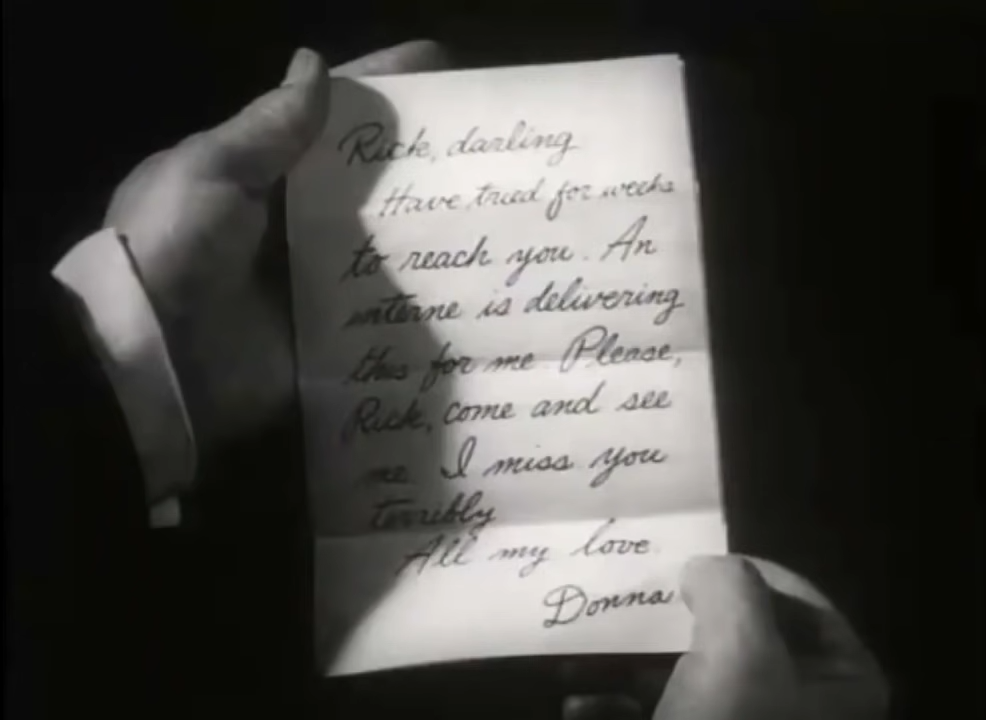 Rick, darling
Have tried for weeks
to reach you. An
interne is delivering
this for me. Please,
Rick, come and see
me. I miss you
terribly
All my love.
Donna